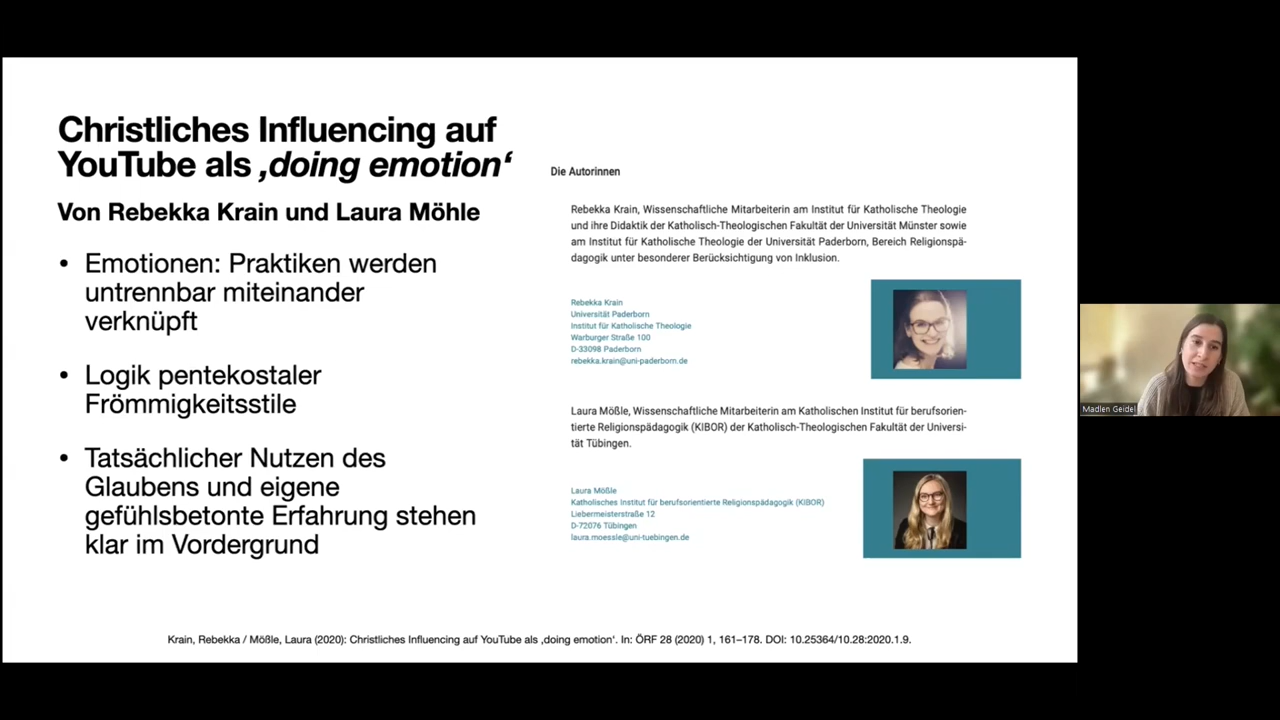 Christliches Influencing auf
YouTube als ‚doing emotion‘
Von Rebekka Krain und Laura Möhle
• Emotionen: Praktiken werden
untrennbar miteinander
verknüpft
• Logik pentekostaler
Frömmigkeitsstile
• Tatsächlicher Nutzen des
Glaubens und eigene
gefühlsbetonte Erfahrung stehen
klar im Vordergrund
Die Autorinnen
Rebekka Krain, Wissenschaftliche Mitarbeiterin am Institut für Katholische Theologie
und ihre Didaktik der Katholisch-Theologischen Fakultät der Universität Münster sowie
am Institut für Katholische Theologie der Universität Paderborn, Bereich Religionspä-
dagogik unter besonderer Berücksichtigung von Inklusion.
Rebekka Krain
Universität Paderborn
Institut für Katholische Theologie
Warburger Straße 100
D-33098 Paderborn
rebekka.krain@uni-paderborn.de
Laura Mößle, Wissenschaftliche Mitarbeiterin am Katholischen Institut für berufsorien-
tierte Religionspädagogik (KIBOR) der Katholisch-Theologischen Fakultät der Universi-
tät Tübingen.
Laura Mößle
Katholisches Institut für berufsorientierte Religionspädagogik (KIBOR)
Liebermeisterstraße 12
D-72076 Tübingen
laura.moessle@uni-tuebingen.de
Krain, Rebekka / Mößle, Laura (2020): Christliches Influencing auf YouTube als ‚doing emotion‘. In: ÖRF 28 (2020) 1, 161–178. DOI: 10.25364/10.28:2020.1.9.
Madlen Geidel